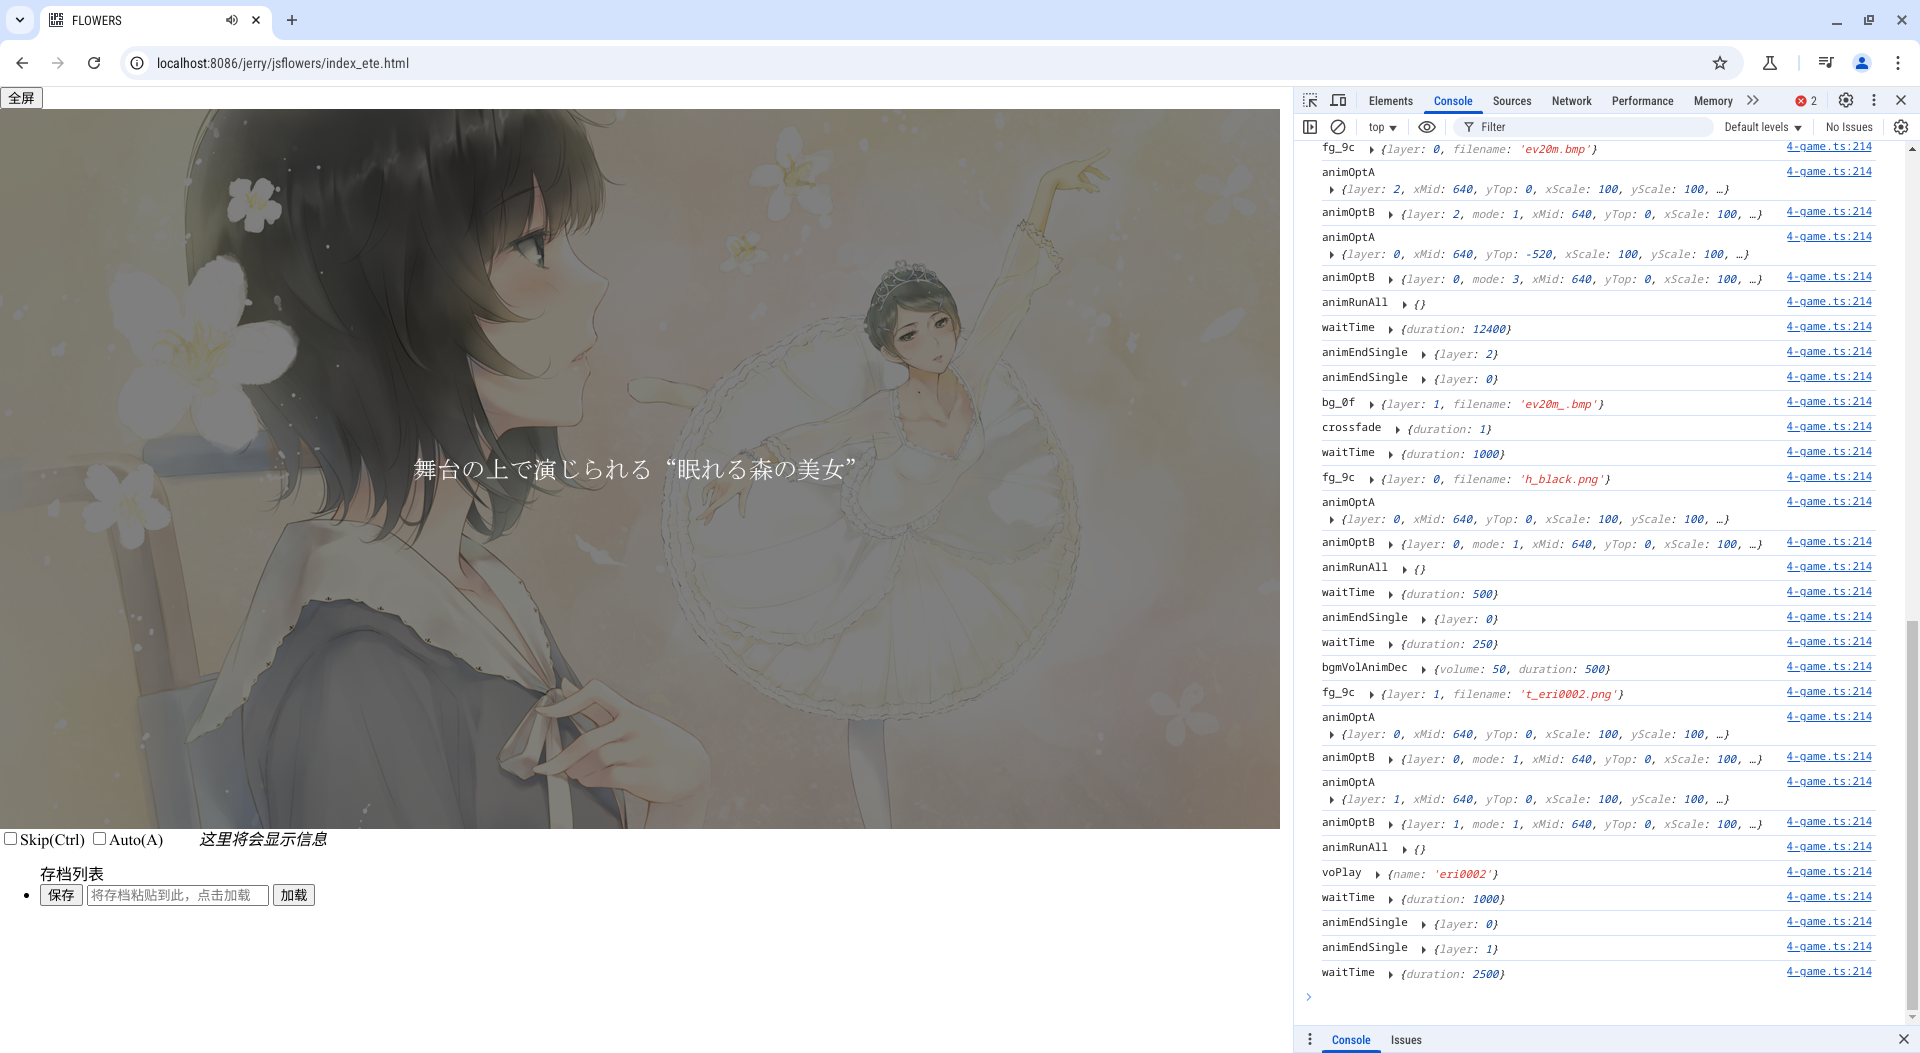 FLOWERS
localhost:8086/jerry/jsflowers/index_ete.html
全屏
舞台の上で演じられる“眠れる森の美女”
Skip(Ctrl) Auto(A) 这里将会显示信息
存档列表
保存 将存档粘贴到此，点击加载 加载
Elements Console Sources Network Performance Memory 2
top Filter Default levels No Issues
fg_9c {layer: 0, filename: 'ev20m.bmp'} 4-game.ts:214
animOptA 4-game.ts:214
{layer: 2, xMid: 640, yTop: 0, xScale: 100, yScale: 100, …}
animOptB {layer: 2, mode: 1, xMid: 640, yTop: 0, xScale: 100, …} 4-game.ts:214
animOptA 4-game.ts:214
{layer: 0, xMid: 640, yTop: -520, xScale: 100, yScale: 100, …}
animOptB {layer: 0, mode: 3, xMid: 640, yTop: 0, xScale: 100, …} 4-game.ts:214
animRunAll {} 4-game.ts:214
waitTime {duration: 12400} 4-game.ts:214
animEndSingle {layer: 2} 4-game.ts:214
animEndSingle {layer: 0} 4-game.ts:214
bg_0f {layer: 1, filename: 'ev20m_.bmp'} 4-game.ts:214
crossfade {duration: 1} 4-game.ts:214
waitTime {duration: 1000} 4-game.ts:214
fg_9c {layer: 0, filename: 'h_black.png'} 4-game.ts:214
animOptA 4-game.ts:214
{layer: 0, xMid: 640, yTop: 0, xScale: 100, yScale: 100, …}
animOptB {layer: 0, mode: 1, xMid: 640, yTop: 0, xScale: 100, …} 4-game.ts:214
animRunAll {} 4-game.ts:214
waitTime {duration: 500} 4-game.ts:214
animEndSingle {layer: 0} 4-game.ts:214
waitTime {duration: 250} 4-game.ts:214
bgmVolAnimDec {volume: 50, duration: 500} 4-game.ts:214
fg_9c {layer: 1, filename: 't_eri0002.png'} 4-game.ts:214
animOptA 4-game.ts:214
{layer: 0, xMid: 640, yTop: 0, xScale: 100, yScale: 100, …}
animOptB {layer: 0, mode: 1, xMid: 640, yTop: 0, xScale: 100, …} 4-game.ts:214
animOptA 4-game.ts:214
{layer: 1, xMid: 640, yTop: 0, xScale: 100, yScale: 100, …}
animOptB {layer: 1, mode: 1, xMid: 640, yTop: 0, xScale: 100, …} 4-game.ts:214
animRunAll {} 4-game.ts:214
voPlay {name: 'eri0002'} 4-game.ts:214
waitTime {duration: 1000} 4-game.ts:214
animEndSingle {layer: 0} 4-game.ts:214
animEndSingle {layer: 1} 4-game.ts:214
waitTime {duration: 2500} 4-game.ts:214
Console Issues